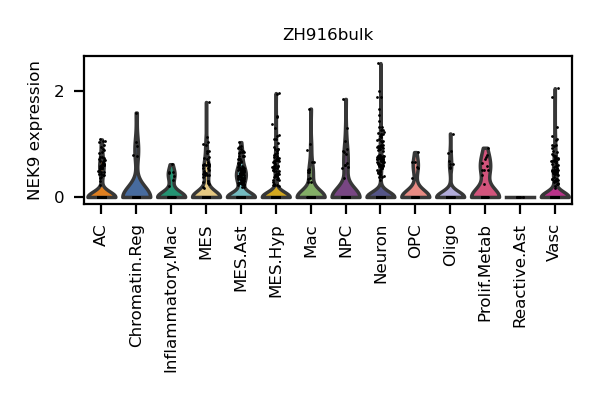 ZH916bulk
NEK9 expression
2
0
AC
Chromatin.Reg
Inflammatory.Mac
MES
MES.Ast
MES.Hyp
Mac
NPC
Neuron
OPC
Oligo
Prolif.Metab
Reactive.Ast
Vasc